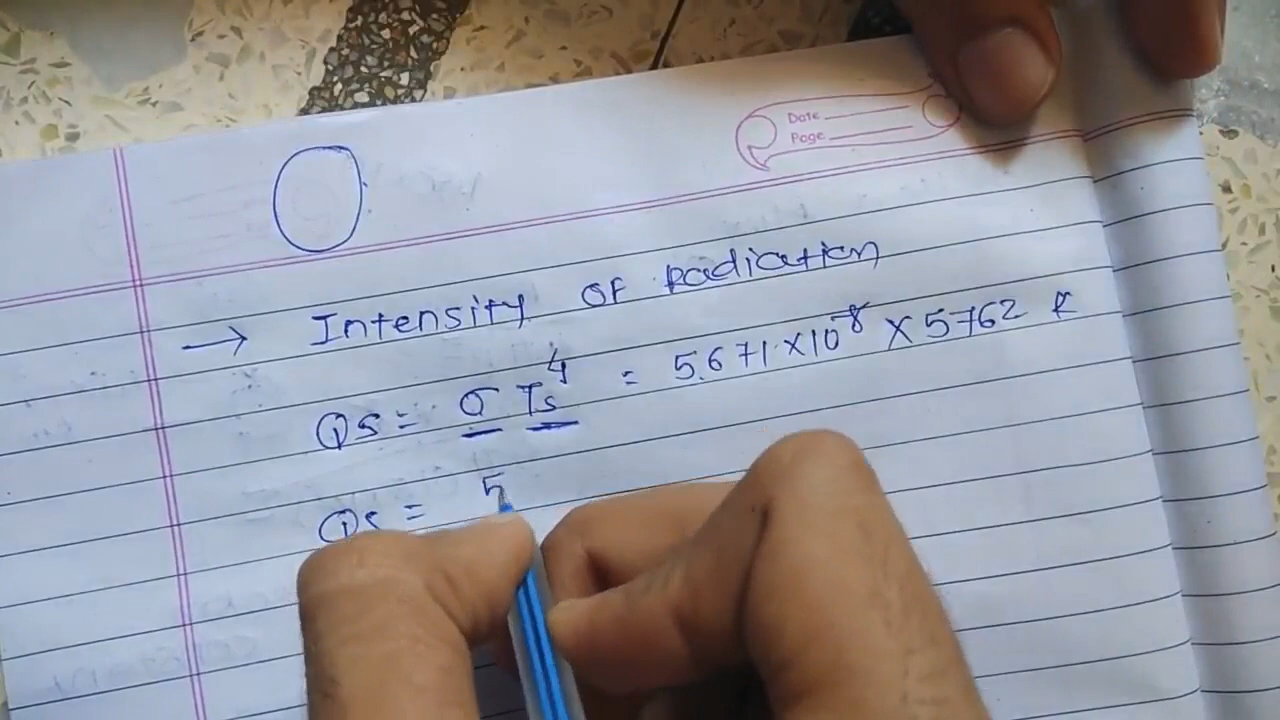 Date
Page
→ Intensity OF Radiation
Qs = σ Ts⁴ = 5.671 × 10⁻⁸ × 5762 K
Qs = 5